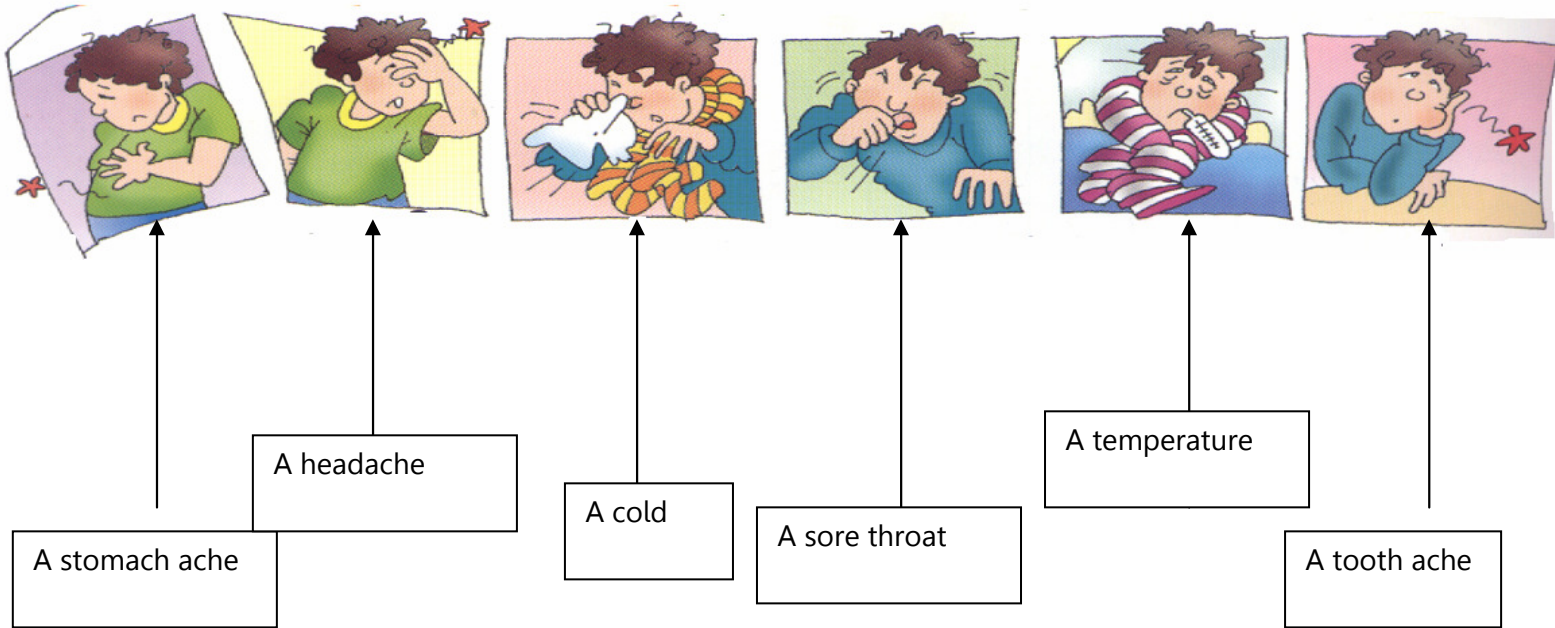 A stomach ache
A headache
A cold
A sore throat
A temperature
A tooth ache